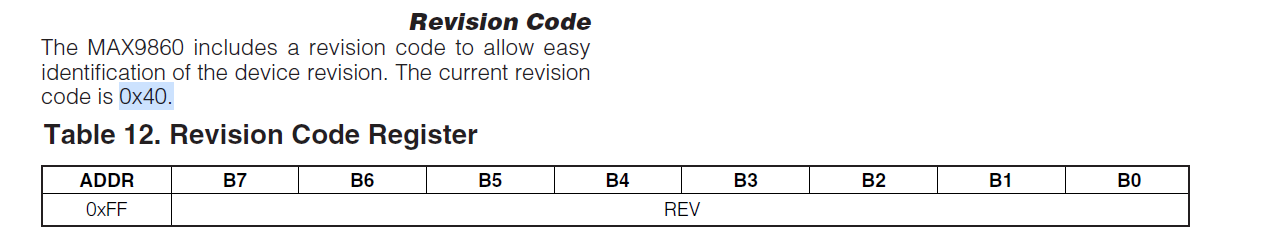 Revision Code
The MAX9860 includes a revision code to allow easy
identification of the device revision. The current revision
code is 0x40.
Table 12. Revision Code Register
ADDR B7 B6 B5 B4 B3 B2 B1 B0
0xFF REV